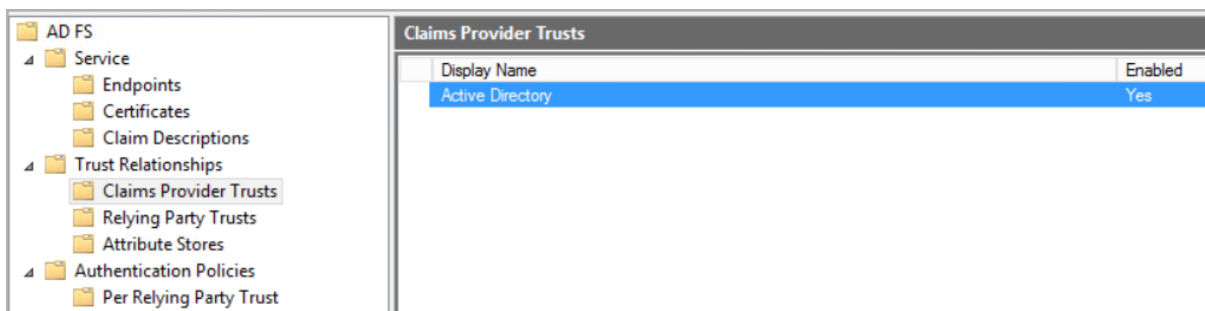 AD FS
Service
Endpoints
Certificates
Claim Descriptions
Trust Relationships
Claims Provider Trusts
Relying Party Trusts
Attribute Stores
Authentication Policies
Per Relying Party Trust
Claims Provider Trusts
Display Name Enabled
Active Directory Yes